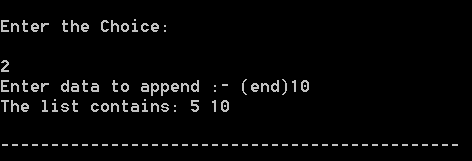 Enter the Choice:
2
Enter data to append :- (end)10
The list contains: 5 10
----------------------------------------------